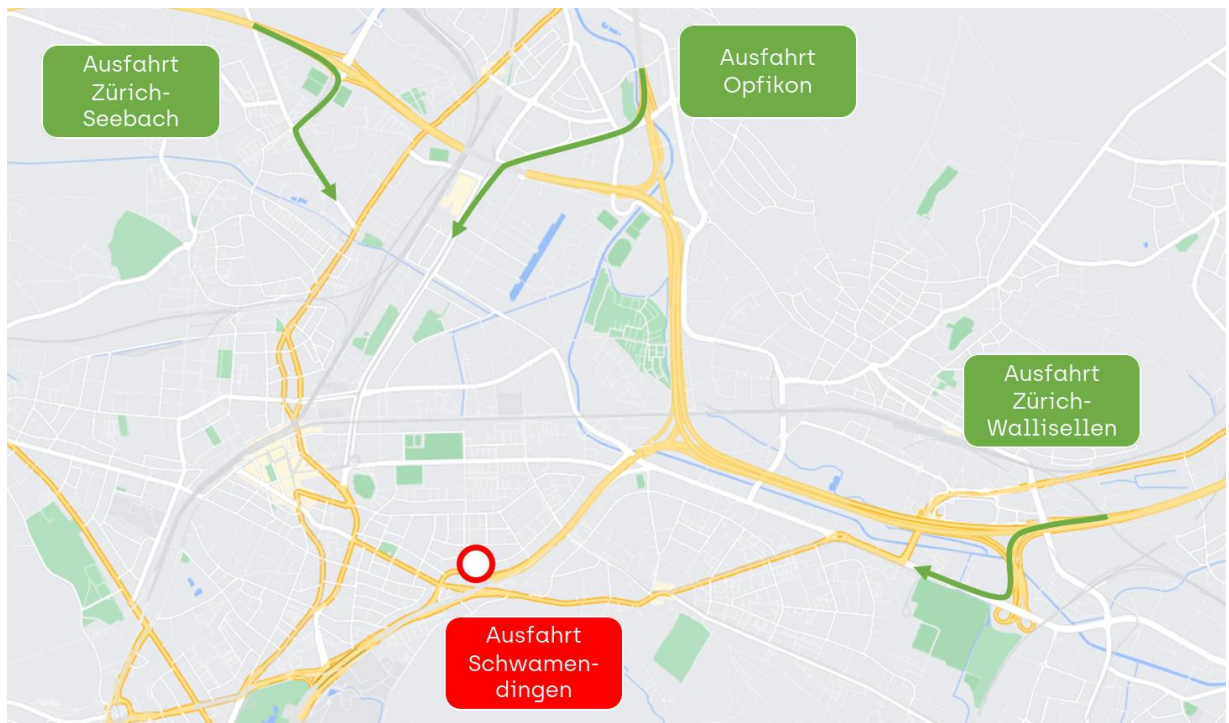 Ausfahrt
Zürich-
Seebach
Ausfahrt
Opfikon
Ausfahrt
Zürich-
Wallisellen
Ausfahrt
Schwamen-
dingen